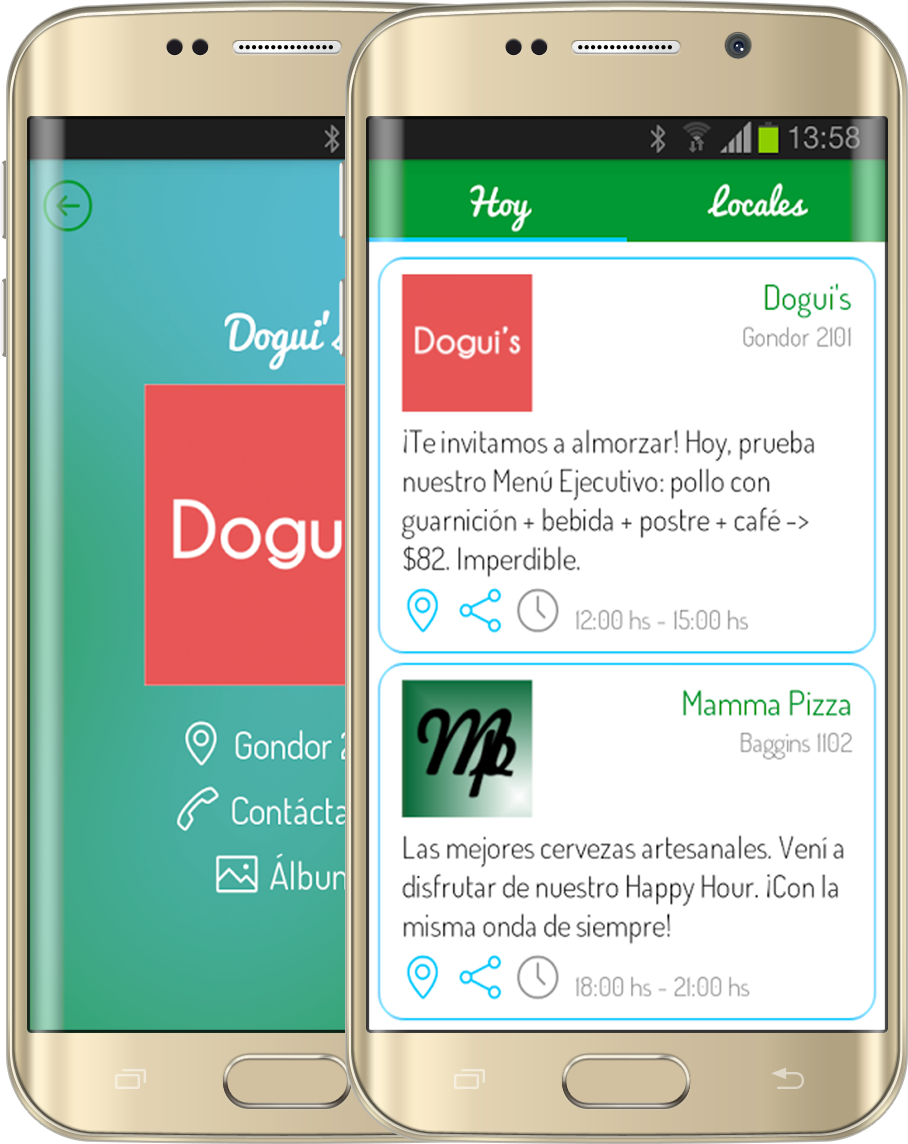 Dogui's
Dogu
Gondor 2
Contácta
Álbum
13:58
Hoy
Locales
Dogui's
Dogui's
Gondor 2101
¡Te invitamos a almorzar! Hoy, prueba
nuestro Menú Ejecutivo: pollo con
guarnición + bebida + postre + café ->
$82. Imperdible.
12:00 hs - 15:00 hs
Mp
Mamma Pizza
Baggins 1102
Las mejores cervezas artesanales. Vení a
disfrutar de nuestro Happy Hour. ¡Con la
misma onda de siempre!
18:00 hs - 21:00 hs